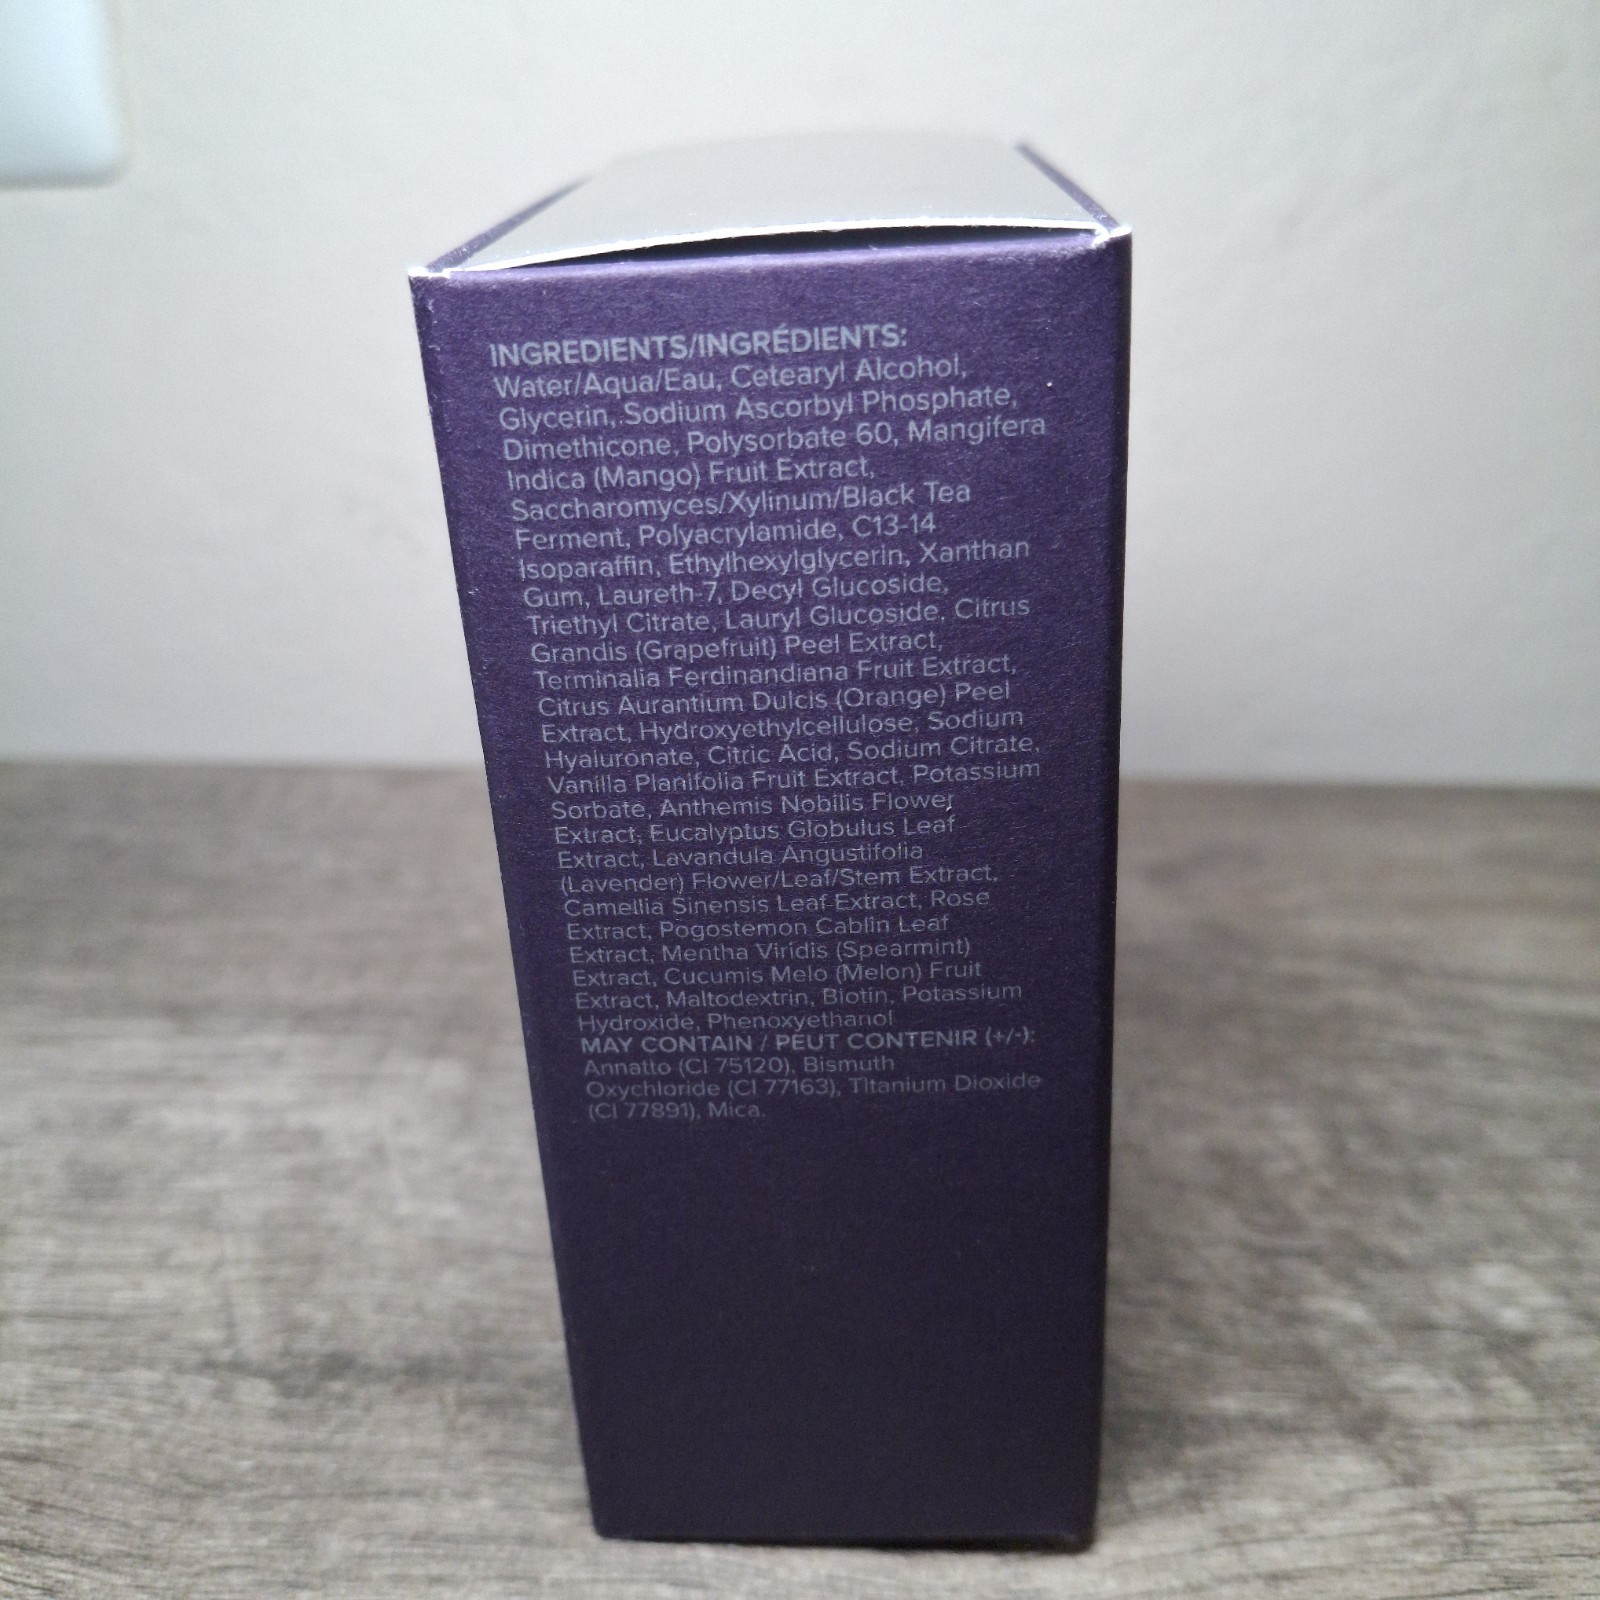 INGREDIENTS/INGRÉDIENTS:
Water/Aqua/Eau, Cetearyl Alcohol,
Glycerin, Sodium Ascorbyl Phosphate,
Dimethicone, Polysorbate 60, Mangifera
Indica (Mango) Fruit Extract,
Saccharomyces/Xylinum/Black Tea
Ferment, Polyacrylamide, C13-14
Isoparaffin, Ethylhexylglycerin, Xanthan
Gum, Laureth-7, Decyl Glucoside,
Triethyl Citrate, Lauryl Glucoside, Citrus
Grandis (Grapefruit) Peel Extract,
Terminalia Ferdinandiana Fruit Extract,
Citrus Aurantium Dulcis (Orange) Peel
Extract, Hydroxyethylcellulose, Sodium
Hyaluronate, Citric Acid, Sodium Citrate,
Vanilla Planifolia Fruit Extract, Potassium
Sorbate, Anthemis Nobilis Flower
Extract, Eucalyptus Globulus Leaf
Extract, Lavandula Angustifolia
(Lavender) Flower/Leaf/Stem Extract,
Camellia Sinensis Leaf Extract, Rose
Extract, Pogostemon Cablin Leaf
Extract, Mentha Viridis (Spearmint)
Extract, Cucumis Melo (Melon) Fruit
Extract, Maltodextrin, Biotin, Potassium
Hydroxide, Phenoxyethanol
MAY CONTAIN / PEUT CONTENIR (+/-):
Annatto (CI 75120), Bismuth
Oxychloride (CI 77163), Titanium Dioxide
(CI 77891), Mica.